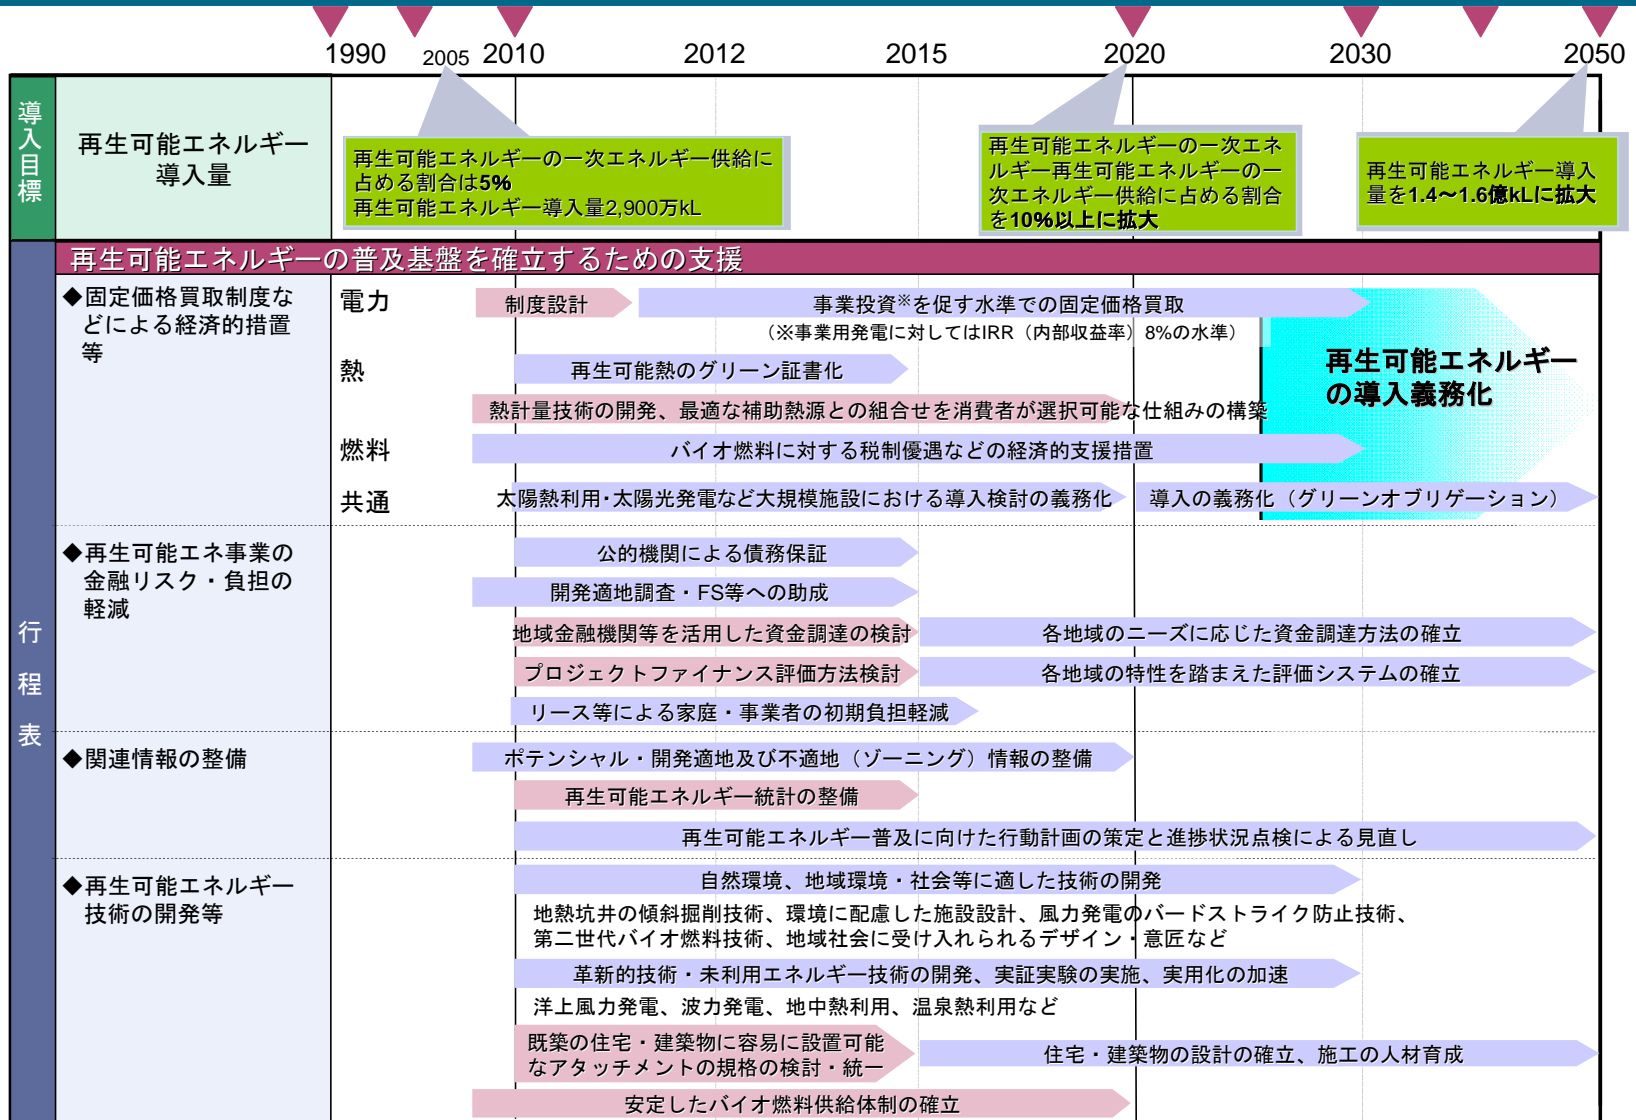 1990 2005 2010 2012 2015 2020 2030 2050
導入目標
再生可能エネルギー
導入量
再生可能エネルギーの一次エネルギー供給に
占める割合は5%
再生可能エネルギー導入量2,900万kL
再生可能エネルギーの一次エネ
ルギー再生可能エネルギーの一
次エネルギー供給に占める割合
を10%以上に拡大
再生可能エネルギー導入
量を1.4～1.6億kLに拡大
行程表
再生可能エネルギーの普及基盤を確立するための支援
◆固定価格買取制度な
どによる経済的措置
等
電力
制度設計
事業投資※を促す水準での固定価格買取
（※事業用発電に対してはIRR（内部収益率）8%の水準）
熱
再生可能熱のグリーン証書化
熱計量技術の開発、最適な補助熱源との組合せを消費者が選択可能な仕組みの構築
燃料
バイオ燃料に対する税制優遇などの経済的支援措置
共通
太陽熱利用・太陽光発電など大規模施設における導入検討の義務化
導入の義務化（グリーンオブリゲーション）
再生可能エネルギー
の導入義務化
◆再生可能エネ事業の
金融リスク・負担の
軽減
公的機関による債務保証
開発適地調査・FS等への助成
地域金融機関等を活用した資金調達の検討
各地域のニーズに応じた資金調達方法の確立
プロジェクトファイナンス評価方法検討
各地域の特性を踏まえた評価システムの確立
リース等による家庭・事業者の初期負担軽減
◆関連情報の整備
ポテンシャル・開発適地及び不適地（ゾーニング）情報の整備
再生可能エネルギー統計の整備
再生可能エネルギー普及に向けた行動計画の策定と進捗状況点検による見直し
◆再生可能エネルギー
技術の開発等
自然環境、地域環境・社会等に適した技術の開発
地熱坑井の傾斜掘削技術、環境に配慮した施設設計、風力発電のバードストライク防止技術、
第二世代バイオ燃料技術、地域社会に受け入れられるデザイン・意匠など
革新的技術・未利用エネルギー技術の開発、実証実験の実施、実用化の加速
洋上風力発電、波力発電、地中熱利用、温泉熱利用など
既築の住宅・建築物に容易に設置可能
なアタッチメントの規格の検討・統一
住宅・建築物の設計の確立、施工の人材育成
安定したバイオ燃料供給体制の確立